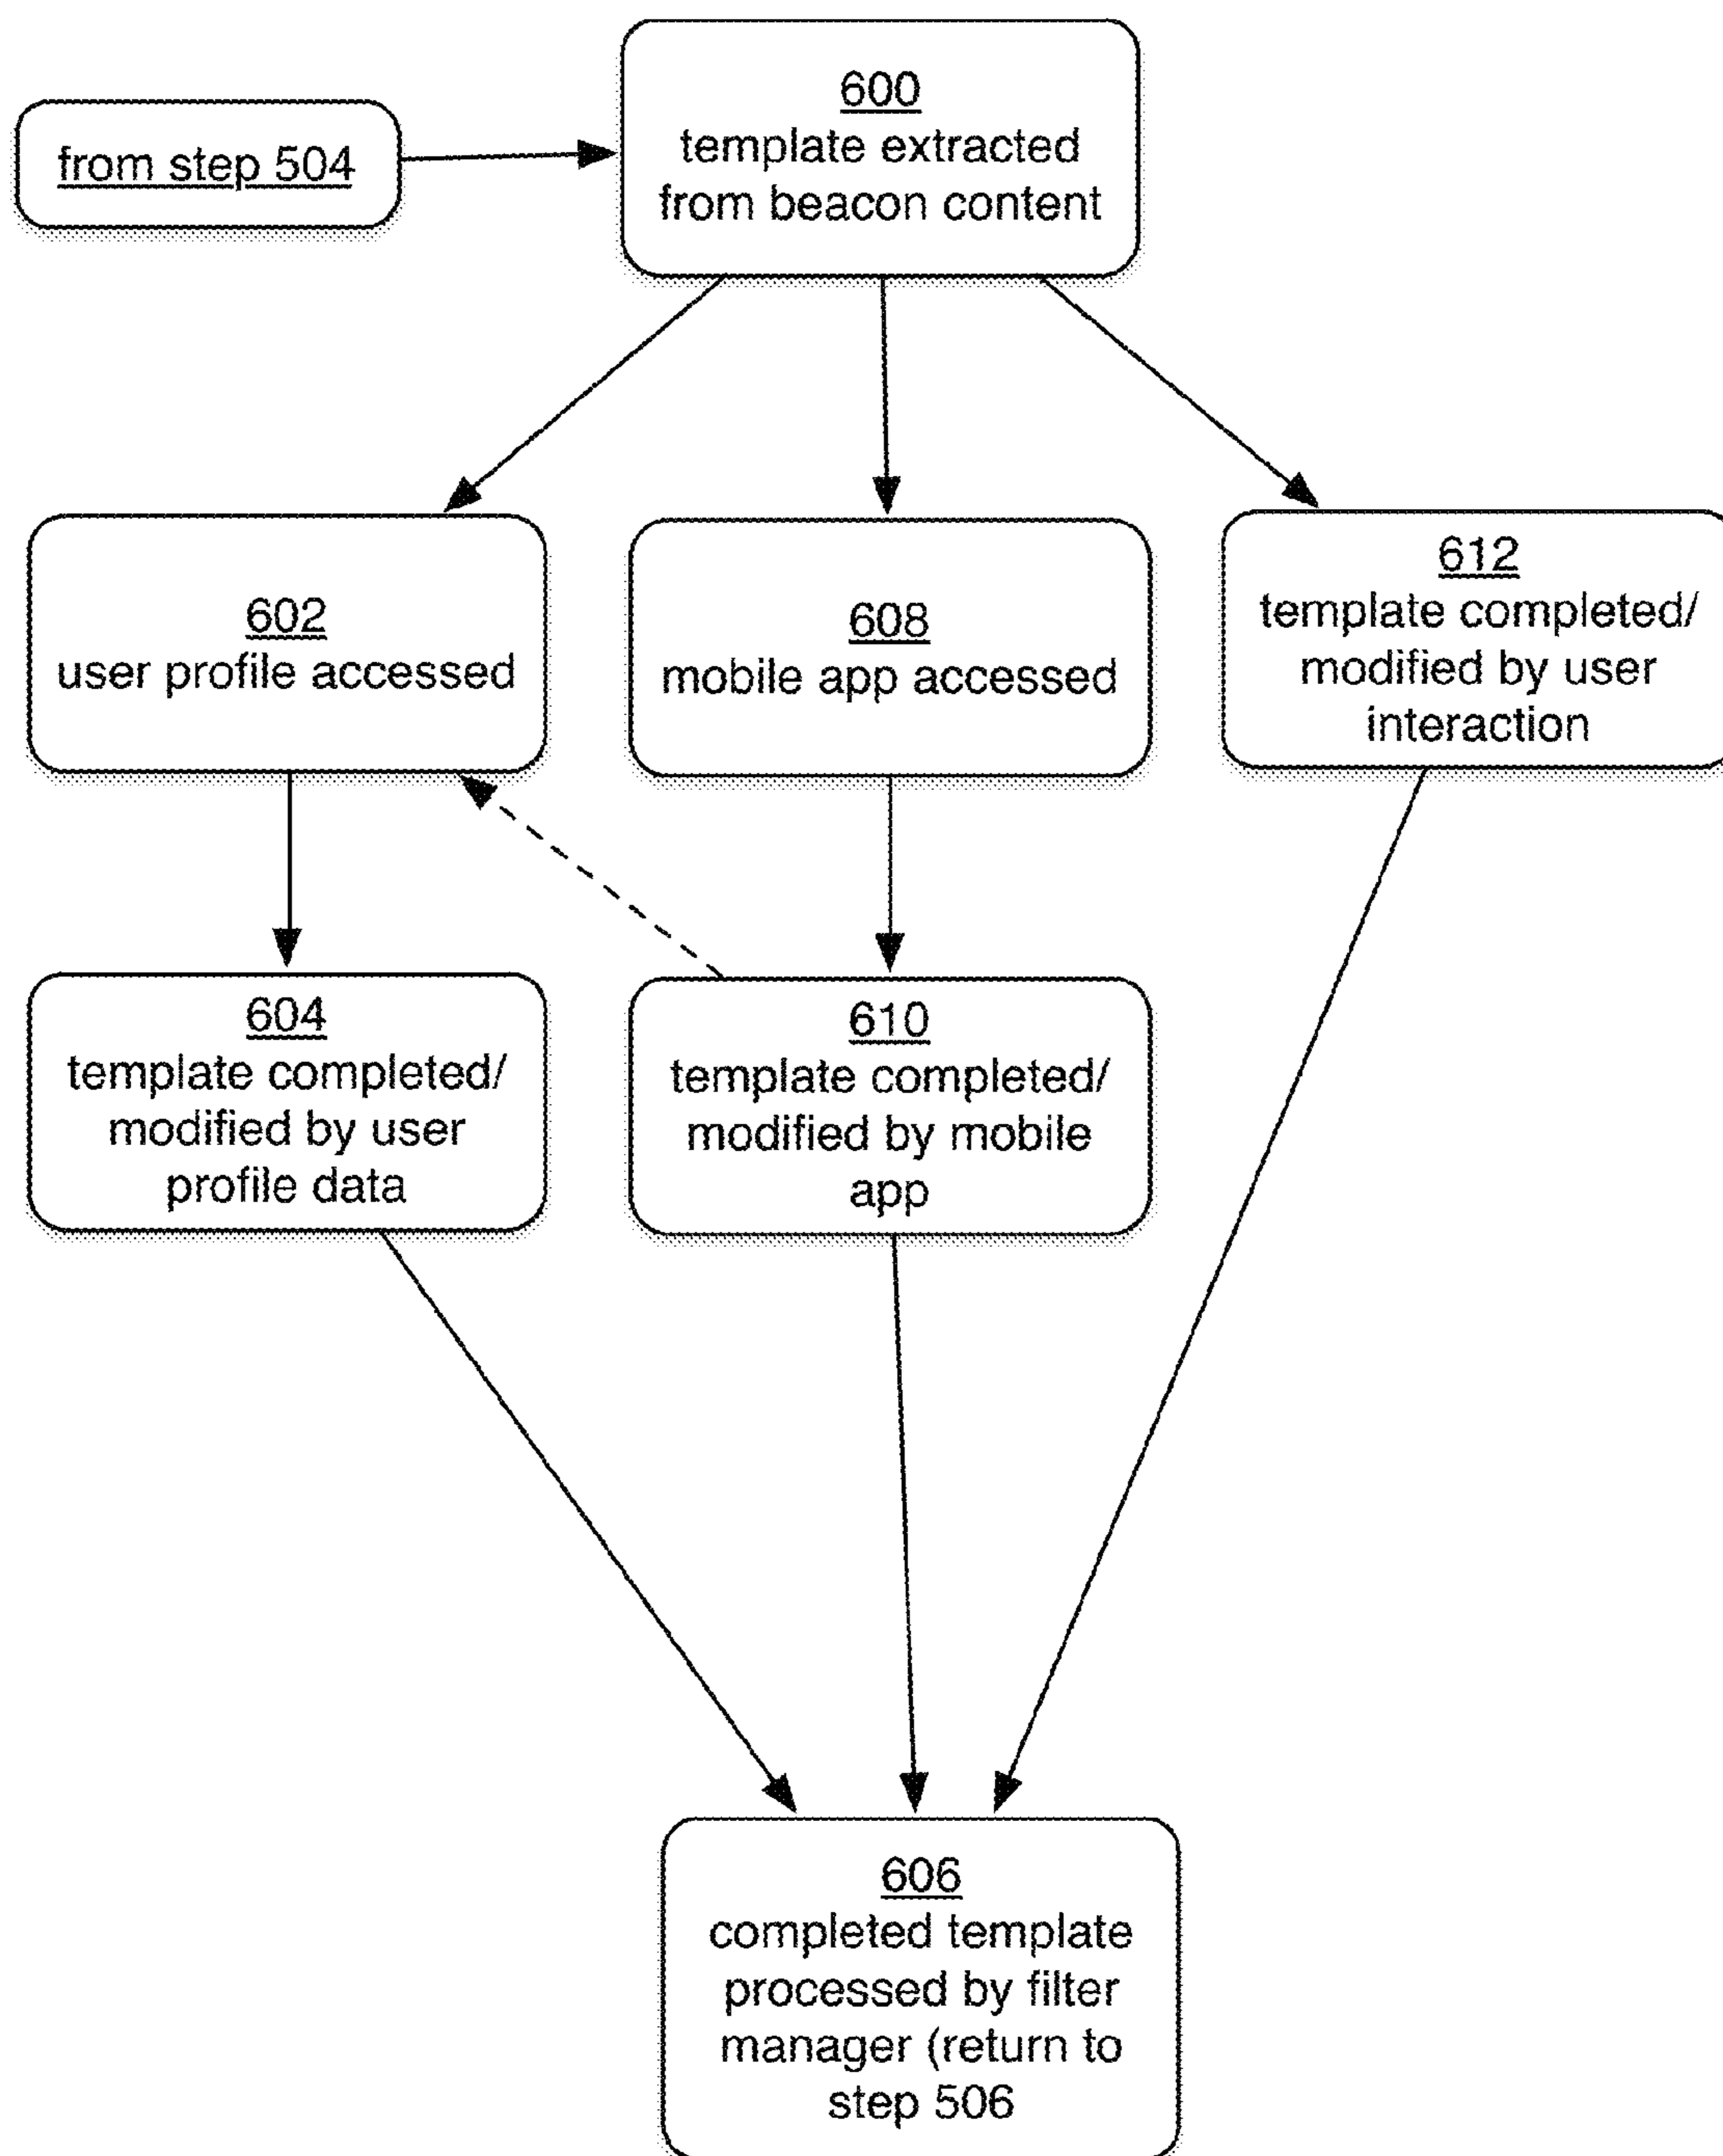 from step 504
600
template extracted
from beacon content
602
user profile accessed
608
mobile app accessed
612
template completed/
modified by user
interaction
604
template completed/
modified by user
profile data
610
template completed/
modified by mobile
app
606
completed template
processed by filter
manager (return to
step 506